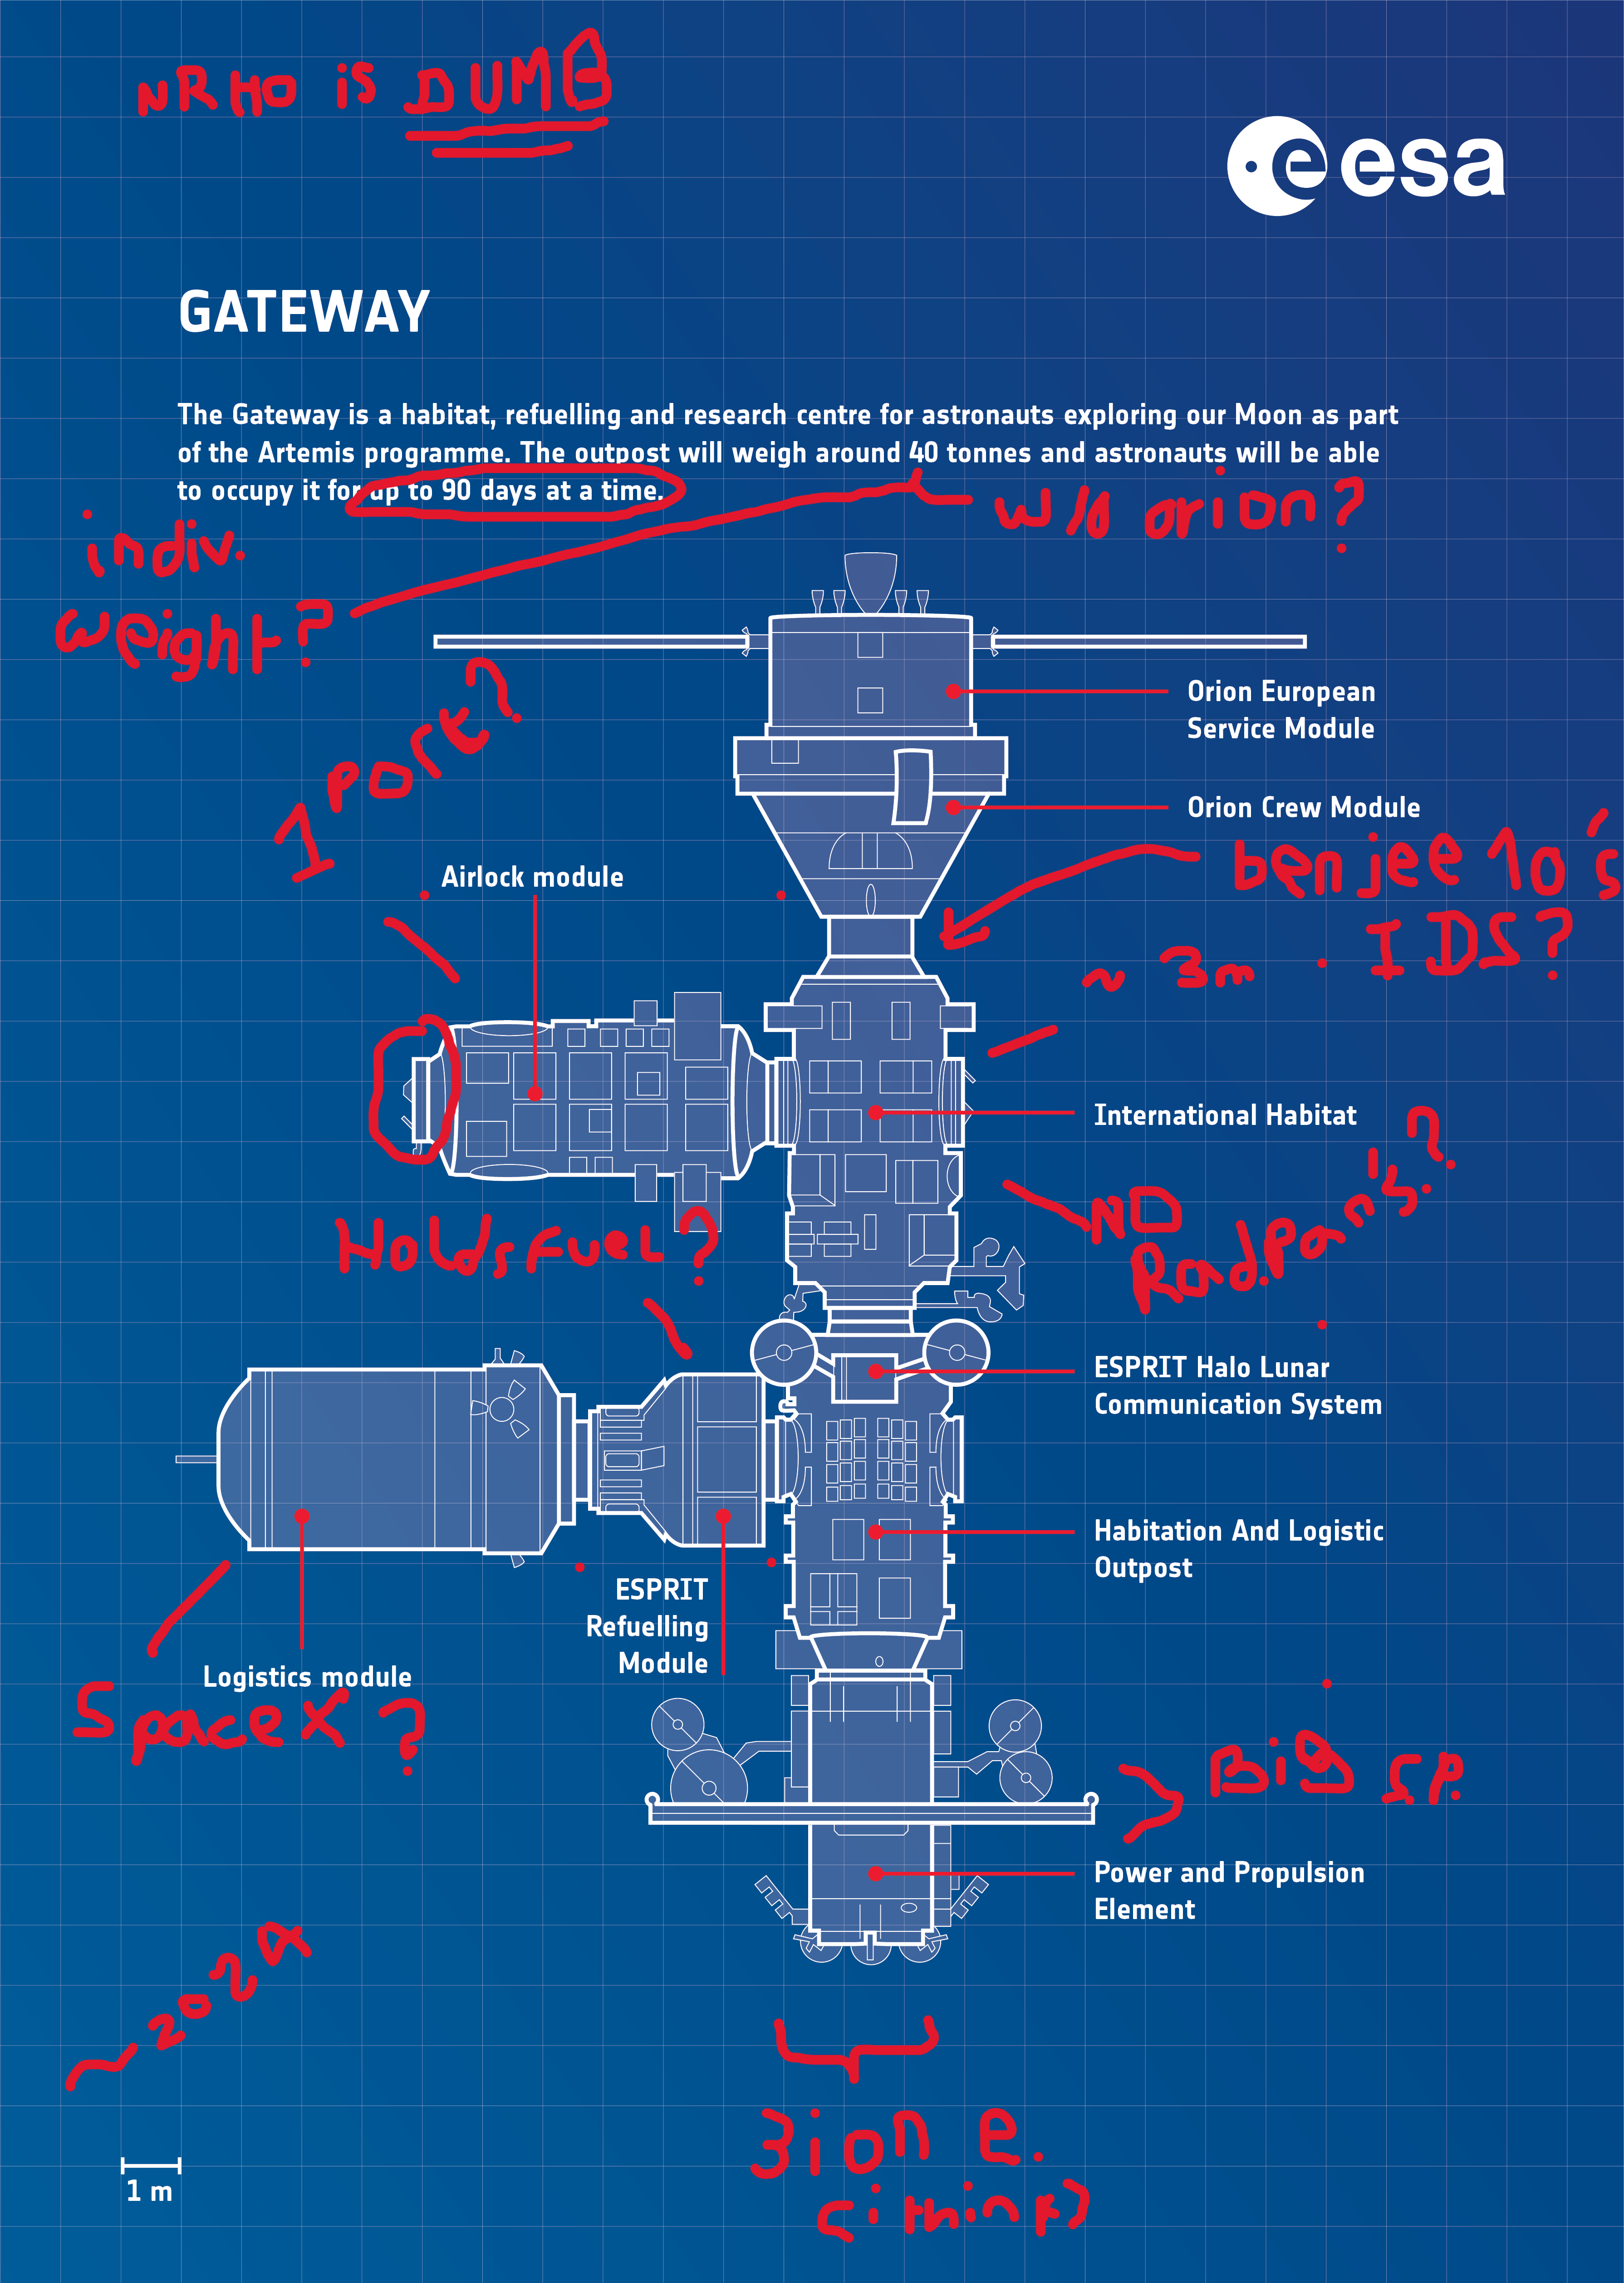 NRHO is DUMB
esa
GATEWAY
The Gateway is a habitat, refuelling and research centre for astronauts exploring our Moon as part
of the Artemis programme. The outpost will weigh around 40 tonnes and astronauts will be able
to occupy it for up to 90 days at a time.
w/o orion?
indiv.
weight?
Orion European
Service Module
1 port?
Orion Crew Module
benjee10's
IDS?
Airlock module
~ 3m
International Habitat
NO
Rad.pan's.?
Holds fuel?
ESPRIT Halo Lunar
Communication System
Habitation And Logistic
Outpost
ESPRIT
Refuelling
Module
Logistics module
SpaceX?
Big s.p.
Power and Propulsion
Element
~2024
3 ion e.
(i think)
1 m